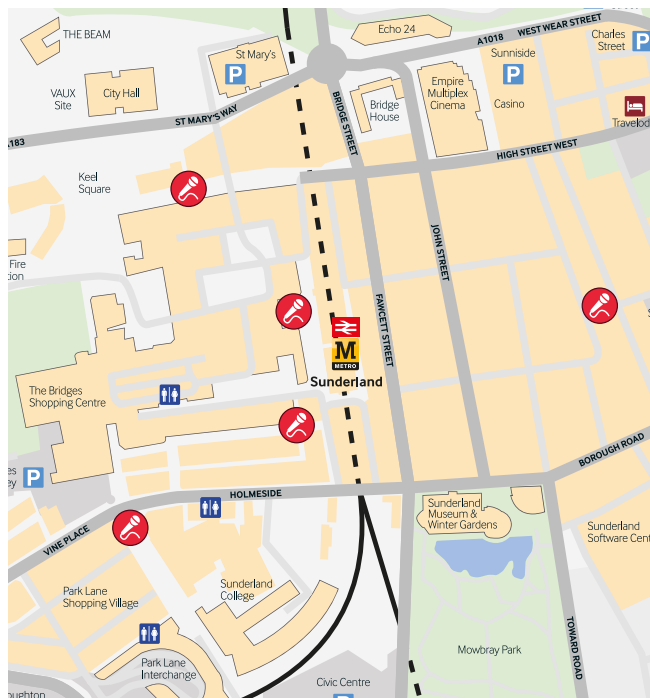 THE BEAM
Echo 24
WEST WEAR STREET
A1018
Charles
Street
P
St Mary's
P
Sunniside
P
VAUX
Site
City Hall
Empire
Multiplex
Cinema
Casino
Bridge
House
Travelod
ST MARY'S WAY
BRIDGE STREET
A183
HIGH STREET WEST
Keel
Square
JOHN STREET
Fire
tion
FAWCETT STREET
M
METRO
Sunderland
The Bridges
Shopping Centre
BOROUGH ROAD
es
ey
P
HOLMESIDE
Sunderland
Museum &
Winter Gardens
VINE PLACE
Sunderland
Software Cent
Park Lane
Shopping Village
Sunderland
College
TOWARD ROAD
Mowbray Park
Park Lane
Interchange
Civic Centre
P
oughton